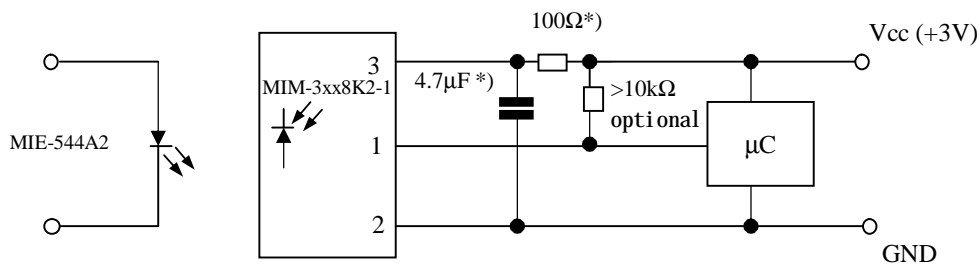 100Ω*)
Vcc (+3V)
3
4.7μF *)
MIM-3xx8K2-1
>10kΩ
optional
MIE-544A2
1
μC
2
GND